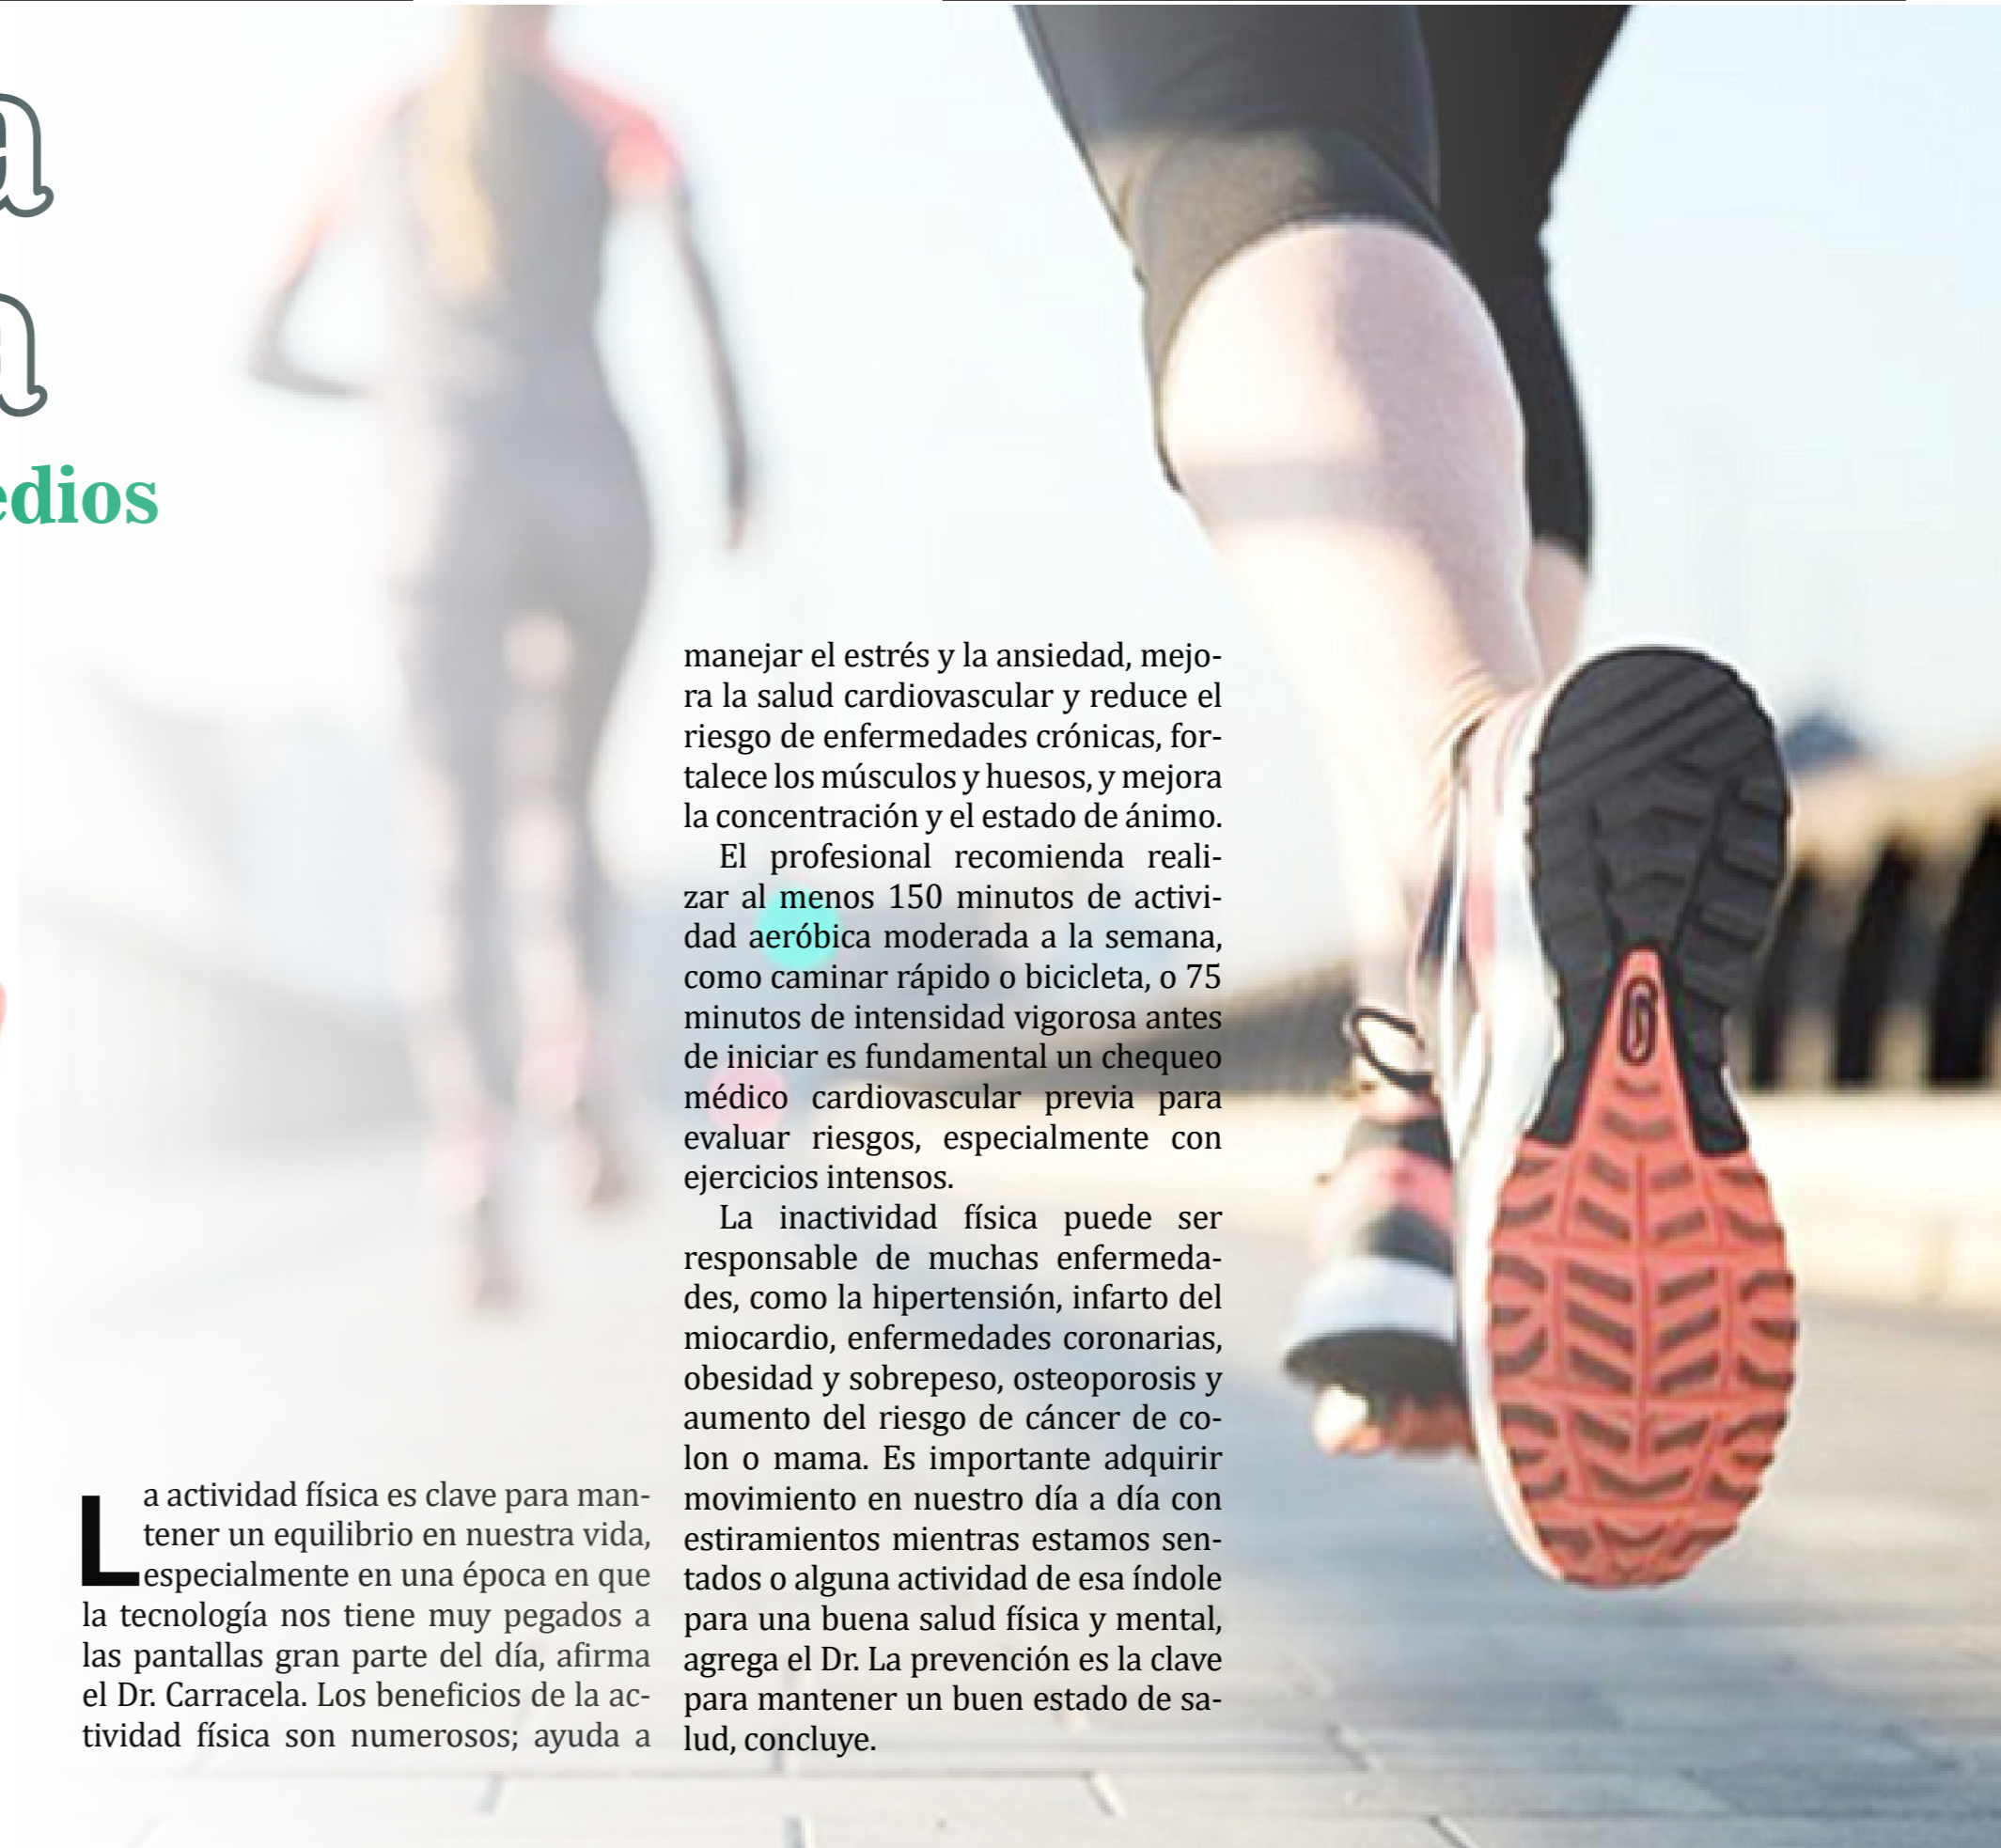 a
a
edios
La actividad física es clave para man-
tener un equilibrio en nuestra vida,
especialmente en una época en que
la tecnología nos tiene muy pegados a
las pantallas gran parte del día, afirma
el Dr. Carracela. Los beneficios de la ac-
tividad física son numerosos; ayuda a
manejar el estrés y la ansiedad, mejo-
ra la salud cardiovascular y reduce el
riesgo de enfermedades crónicas, for-
talece los músculos y huesos, y mejora
la concentración y el estado de ánimo.
El profesional recomienda reali-
zar al menos 150 minutos de activi-
dad aeróbica moderada a la semana,
como caminar rápido o bicicleta, o 75
minutos de intensidad vigorosa antes
de iniciar es fundamental un chequeo
médico cardiovascular previa para
evaluar riesgos, especialmente con
ejercicios intensos.
La inactividad física puede ser
responsable de muchas enfermeda-
des, como la hipertensión, infarto del
miocardio, enfermedades coronarias,
obesidad y sobrepeso, osteoporosis y
aumento del riesgo de cáncer de co-
lon o mama. Es importante adquirir
movimiento en nuestro día a día con
estiramientos mientras estamos sen-
tados o alguna actividad de esa índole
para una buena salud física y mental,
agrega el Dr. La prevención es la clave
para mantener un buen estado de sa-
lud, concluye.